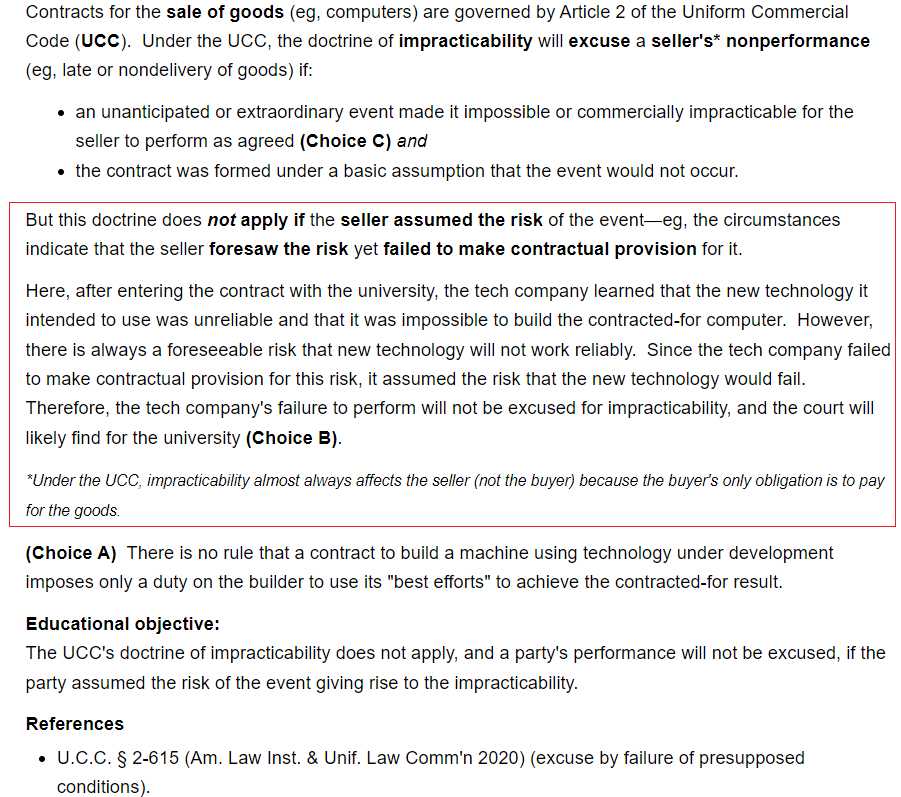 Contracts for the sale of goods (eg, computers) are governed by Article 2 of the Uniform Commercial
Code (UCC). Under the UCC, the doctrine of impracticability will excuse a seller's* nonperformance
(eg, late or nondelivery of goods) if:
• an unanticipated or extraordinary event made it impossible or commercially impracticable for the
seller to perform as agreed (Choice C) and
• the contract was formed under a basic assumption that the event would not occur.
But this doctrine does not apply if the seller assumed the risk of the event—eg, the circumstances
indicate that the seller foresaw the risk yet failed to make contractual provision for it.
Here, after entering the contract with the university, the tech company learned that the new technology it
intended to use was unreliable and that it was impossible to build the contracted-for computer. However,
there is always a foreseeable risk that new technology will not work reliably. Since the tech company failed
to make contractual provision for this risk, it assumed the risk that the new technology would fail.
Therefore, the tech company's failure to perform will not be excused for impracticability, and the court will
likely find for the university (Choice B).
*Under the UCC, impracticability almost always affects the seller (not the buyer) because the buyer's only obligation is to pay
for the goods.
(Choice A) There is no rule that a contract to build a machine using technology under development
imposes only a duty on the builder to use its "best efforts" to achieve the contracted-for result.
Educational objective:
The UCC's doctrine of impracticability does not apply, and a party's performance will not be excused, if the
party assumed the risk of the event giving rise to the impracticability.
References
• U.C.C. § 2-615 (Am. Law Inst. & Unif. Law Comm'n 2020) (excuse by failure of presupposed
conditions).